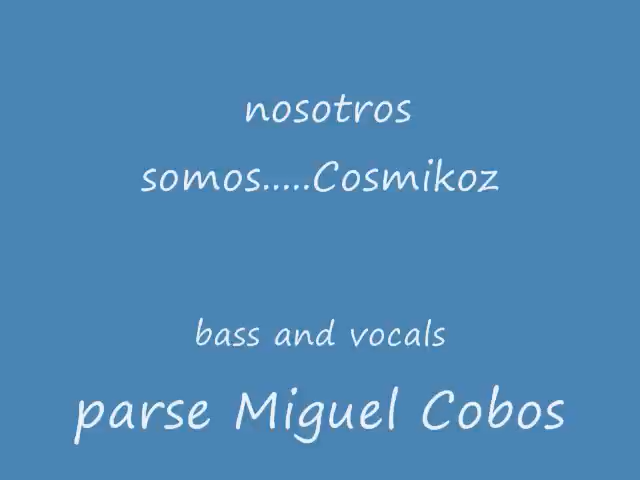 nosotros
somos.....Cosmikoz
bass and vocals
parse Miguel Cobos